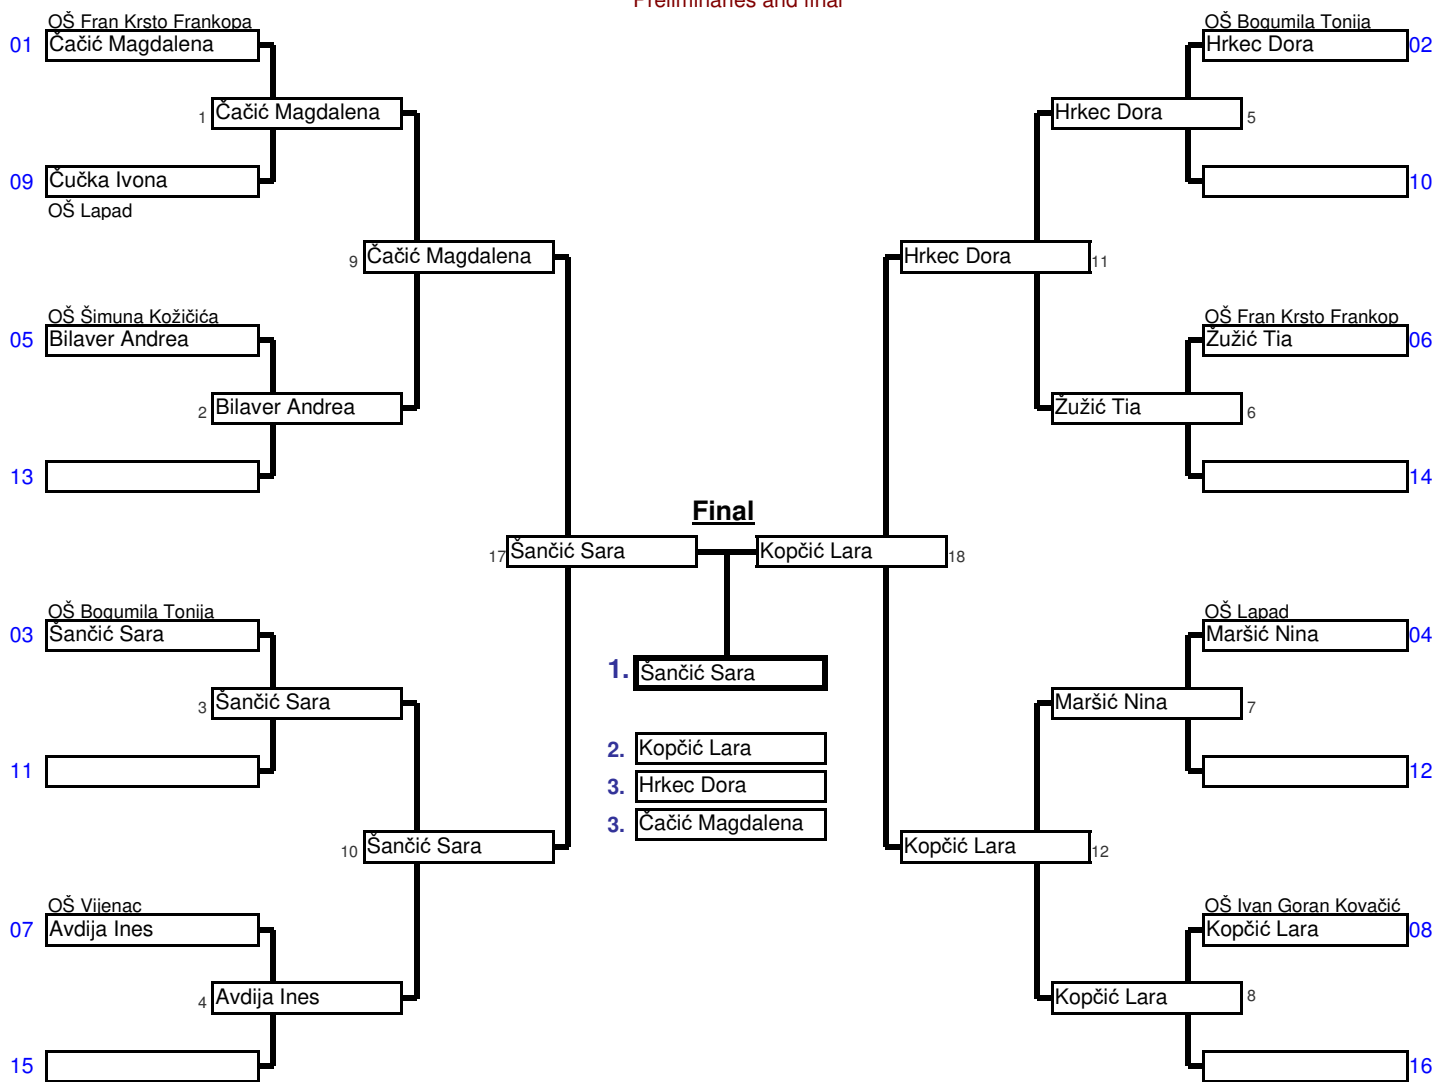 Preliminaries and final
OŠ Fran Krsto Frankopa
01 Čačić Magdalena
1 Čačić Magdalena
09 Čučka Ivona
OŠ Lapad
9 Čačić Magdalena
OŠ Šimuna Kožičića
05 Bilaver Andrea
2 Bilaver Andrea
13
17 Šančić Sara
OŠ Bogumila Tonija
03 Šančić Sara
3 Šančić Sara
11
10 Šančić Sara
OŠ Vijenac
07 Avdija Ines
4 Avdija Ines
15
Final
1. Šančić Sara
2. Kopčić Lara
3. Hrkec Dora
3. Čačić Magdalena
OŠ Bogumila Tonija
Hrkec Dora 02
Hrkec Dora 5
10
Hrkec Dora 11
OŠ Fran Krsto Frankop
Žužić Tia 06
Žužić Tia 6
14
Kopčić Lara 18
OŠ Lapad
Maršić Nina 04
Maršić Nina 7
12
Kopčić Lara 12
OŠ Ivan Goran Kovačić
Kopčić Lara 08
Kopčić Lara 8
16